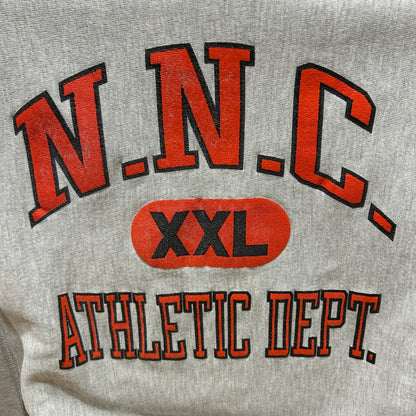 N.N.C.
XXL
ATHLETIC DEPT.